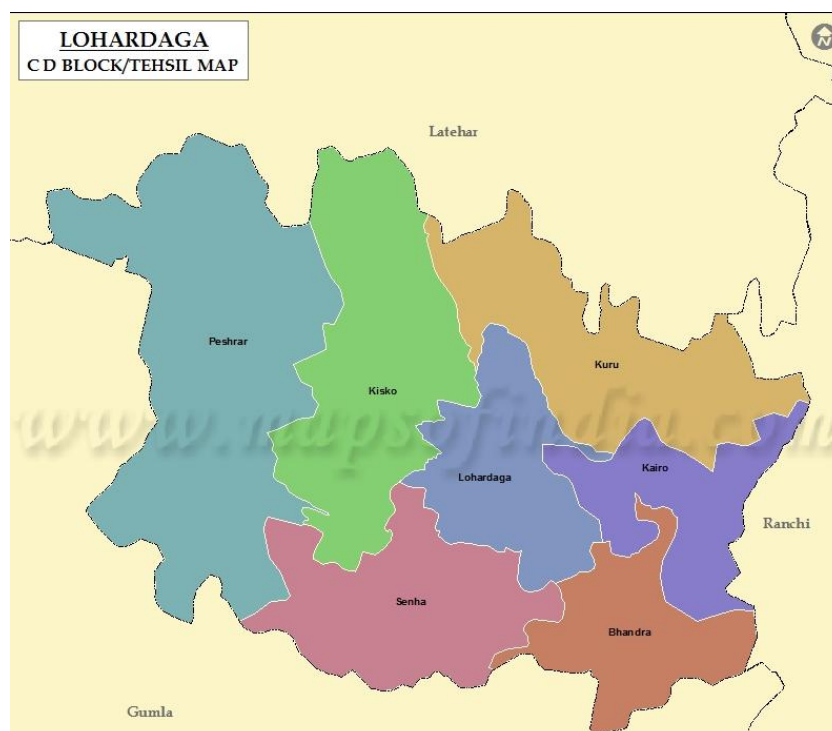 LOHARDAGA
C D BLOCK/TEHSIL MAP
N
Latehar
Peshrar
Kisko
Kuru
www.mapsofindia.com
Lohardaga
Kairo
Ranchi
Senha
Bhandra
Gumla